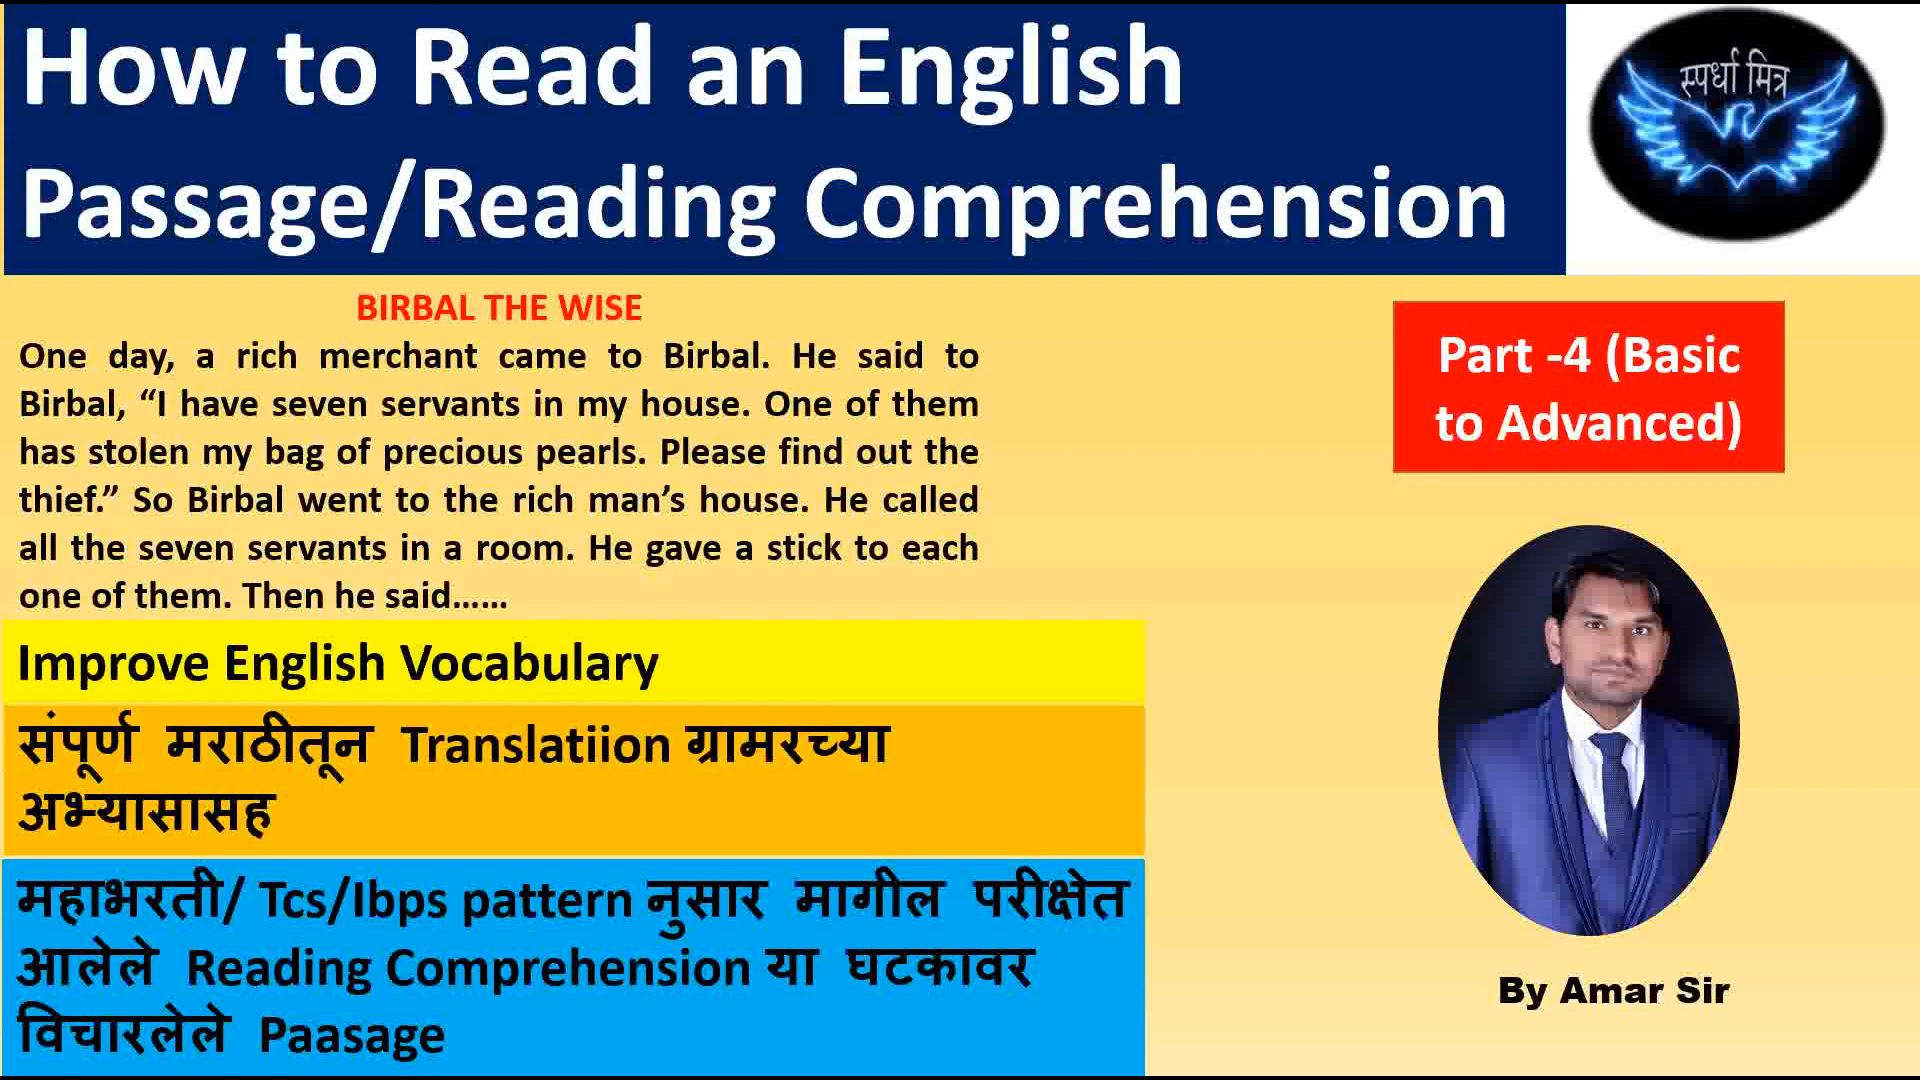 How to Read an English
Passage/Reading Comprehension
स्पर्धा मित्र
BIRBAL THE WISE
One day, a rich merchant came to Birbal. He said to
Birbal, “I have seven servants in my house. One of them
has stolen my bag of precious pearls. Please find out the
thief.” So Birbal went to the rich man’s house. He called
all the seven servants in a room. He gave a stick to each
one of them. Then he said......
Part -4 (Basic
to Advanced)
Improve English Vocabulary
संपूर्ण मराठीतून Translatiion ग्रामरच्या
अभ्यासासह
महाभरती/ Tcs/Ibps pattern नुसार मागील परीक्षेत
आलेले Reading Comprehension या घटकावर
विचारलेले Paasage
By Amar Sir